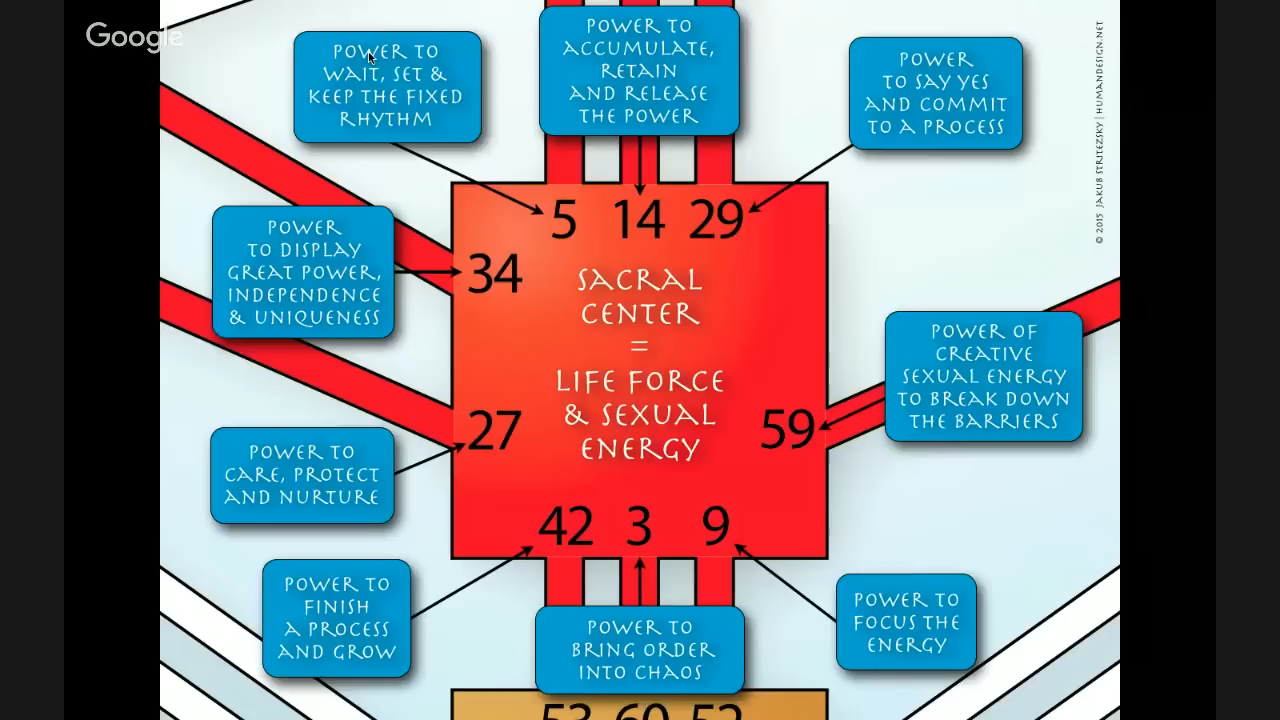 Google
POWER TO
WAIT, SET &
KEEP THE FIXED
RHYTHM
POWER TO
ACCUMULATE,
RETAIN
AND RELEASE
THE POWER
POWER
TO SAY YES
AND COMMIT
TO A PROCESS
© 2015 JAKUB STRITEZSKY | HUMANDESIGN.NET
5 14 29
POWER
TO DISPLAY
GREAT POWER,
INDEPENDENCE
& UNIQUENESS
34
SACRAL
CENTER
=
LIFE FORCE
& SEXUAL
ENERGY
POWER OF
CREATIVE
SEXUAL ENERGY
TO BREAK DOWN
THE BARRIERS
27
59
POWER TO
CARE, PROTECT
AND NURTURE
42 3 9
POWER TO
FINISH
A PROCESS
AND GROW
POWER TO
BRING ORDER
INTO CHAOS
POWER TO
FOCUS THE
ENERGY
53 60 52